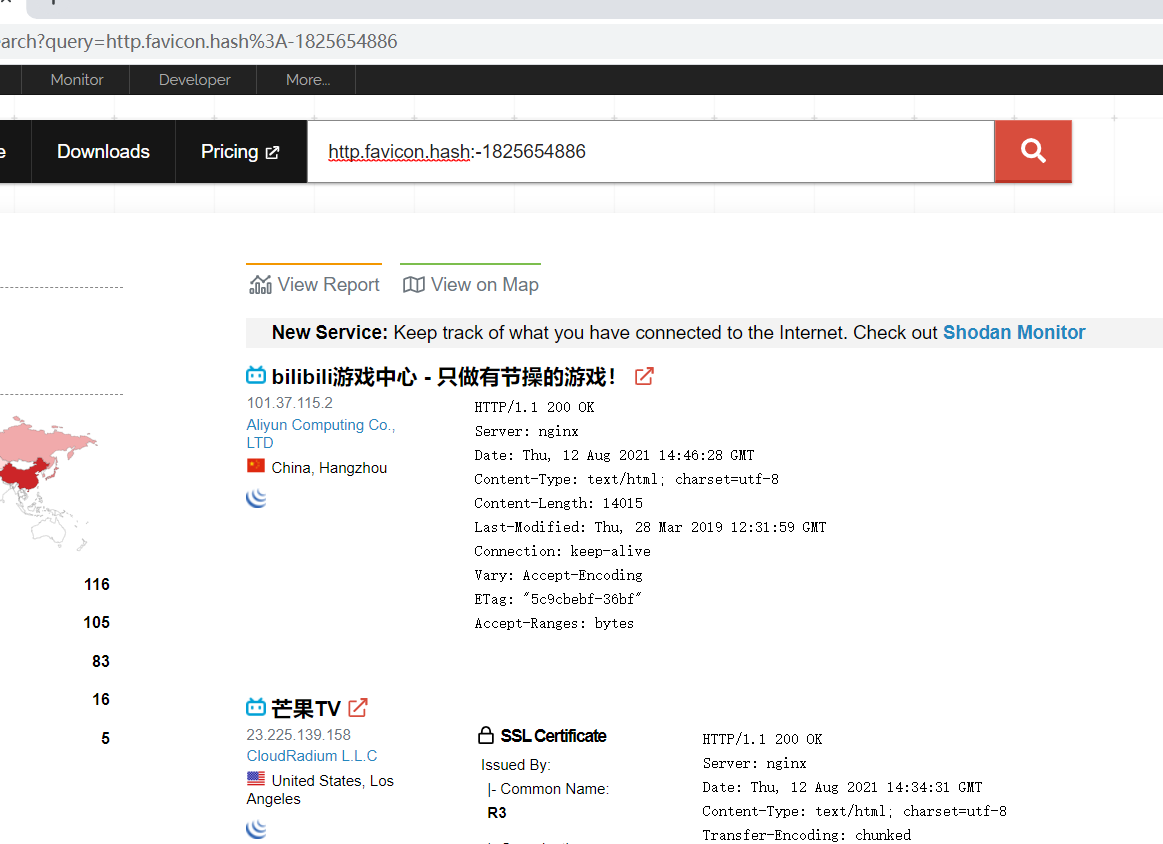 arch?query=http.favicon.hash%3A-1825654886
Monitor
Developer
More...
e
Downloads
Pricing
http.favicon.hash:-1825654886
View Report
View on Map
New Service: Keep track of what you have connected to the Internet. Check out Shodan Monitor
bilibili游戏中心 - 只做有节操的游戏！
101.37.115.2
Aliyun Computing Co.,
LTD
China, Hangzhou
HTTP/1.1 200 OK
Server: nginx
Date: Thu, 12 Aug 2021 14:46:28 GMT
Content-Type: text/html; charset=utf-8
Content-Length: 14015
Last-Modified: Thu, 28 Mar 2019 12:31:59 GMT
Connection: keep-alive
Vary: Accept-Encoding
ETag: "5c9cbebf-36bf"
Accept-Ranges: bytes
116
105
83
16
5
芒果TV
23.225.139.158
CloudRadium L.L.C
United States, Los
Angeles
SSL Certificate
Issued By:
|- Common Name:
R3
HTTP/1.1 200 OK
Server: nginx
Date: Thu, 12 Aug 2021 14:34:31 GMT
Content-Type: text/html; charset=utf-8
Transfer-Encoding: chunked